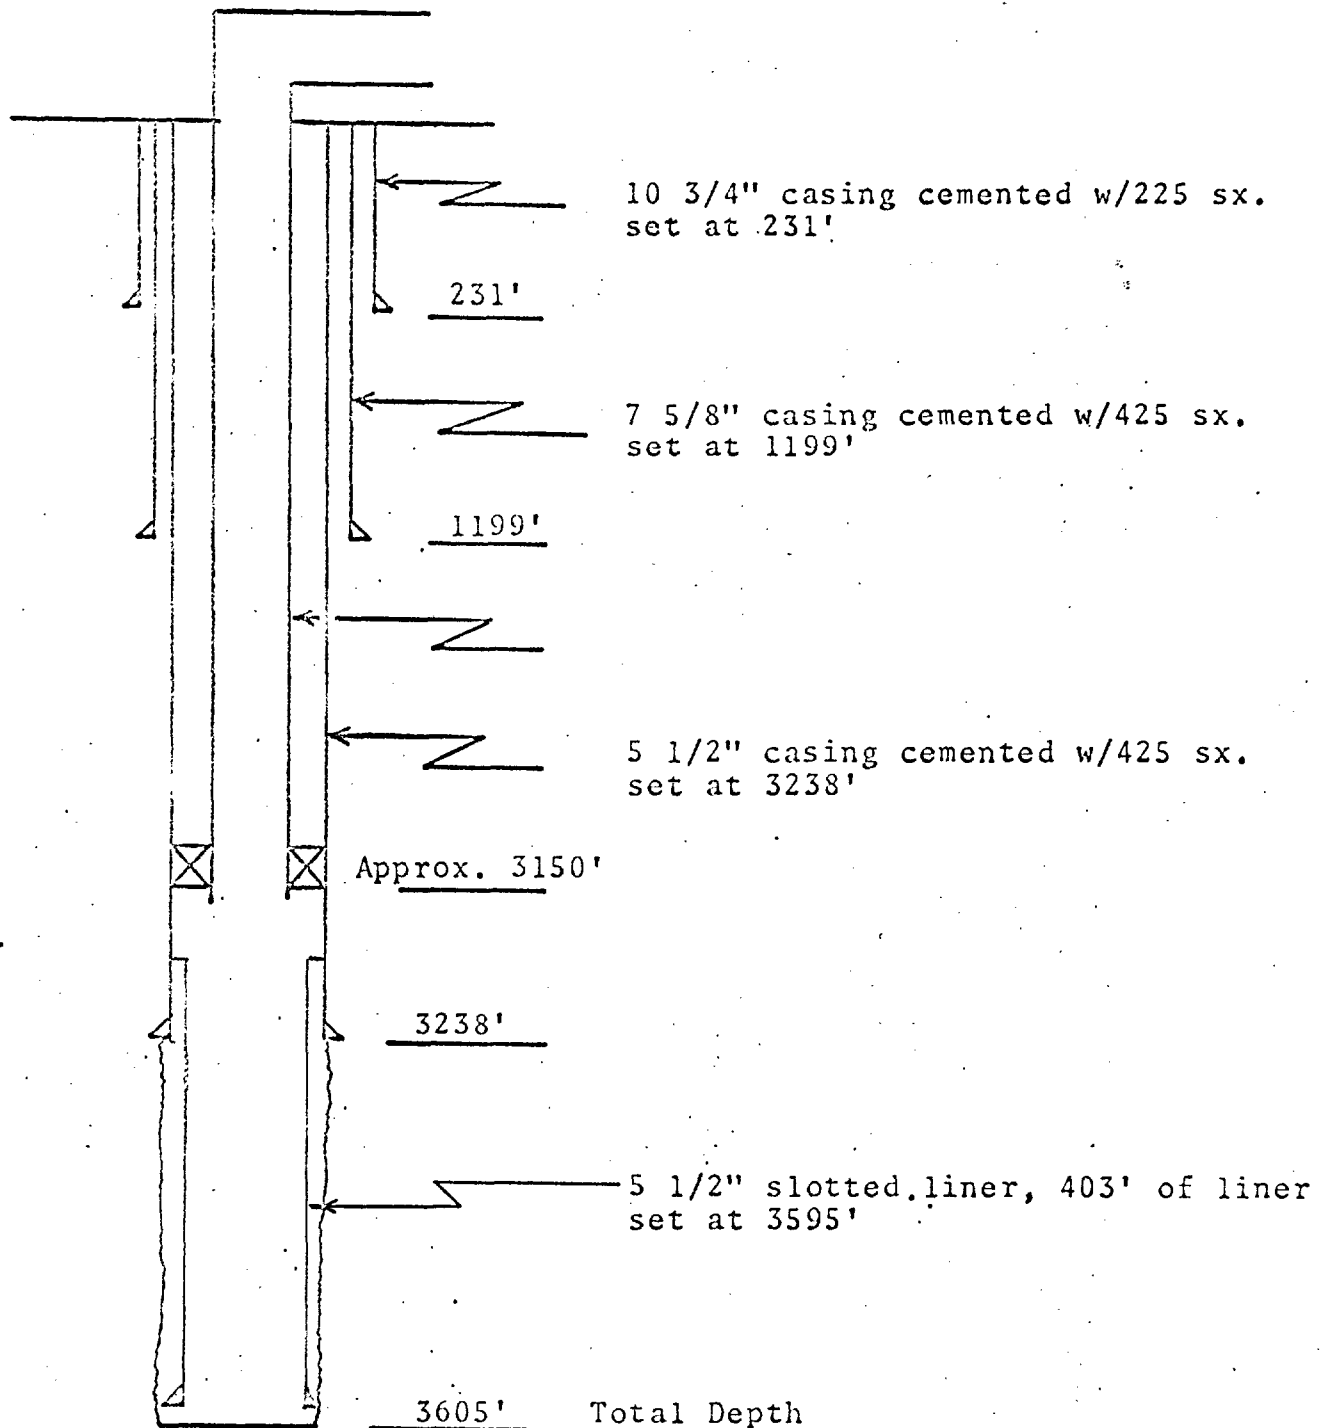 10 3/4" casing cemented w/225 sx.
set at 231'
231'
7 5/8" casing cemented w/425 sx.
set at 1199'
1199'
5 1/2" casing cemented w/425 sx.
set at 3238'
Approx. 3150'
3238'
5 1/2" slotted liner, 403' of liner
set at 3595'
3605' Total Depth